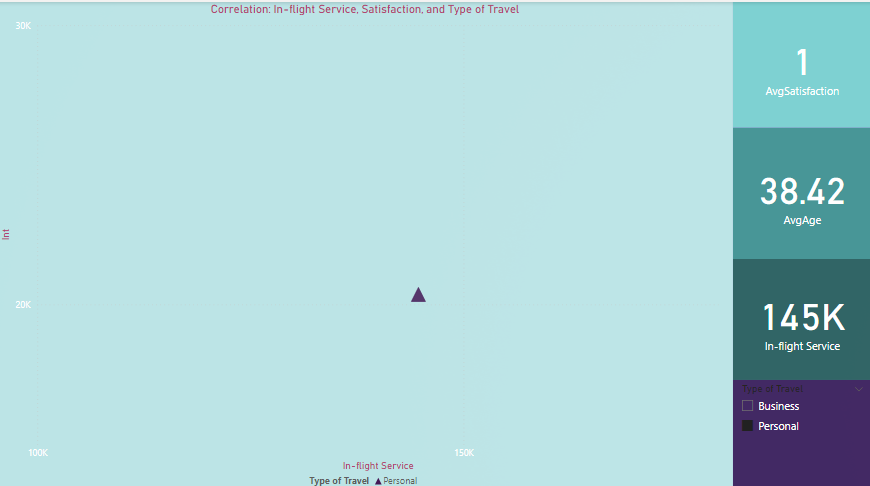 Correlation: In-flight Service, Satisfaction, and Type of Travel
30K
Int
20K
100K
150K
In-flight Service
Type of Travel Personal
1
AvgSatisfaction
38.42
AvgAge
145K
In-flight Service
Type of Travel
Business
Personal